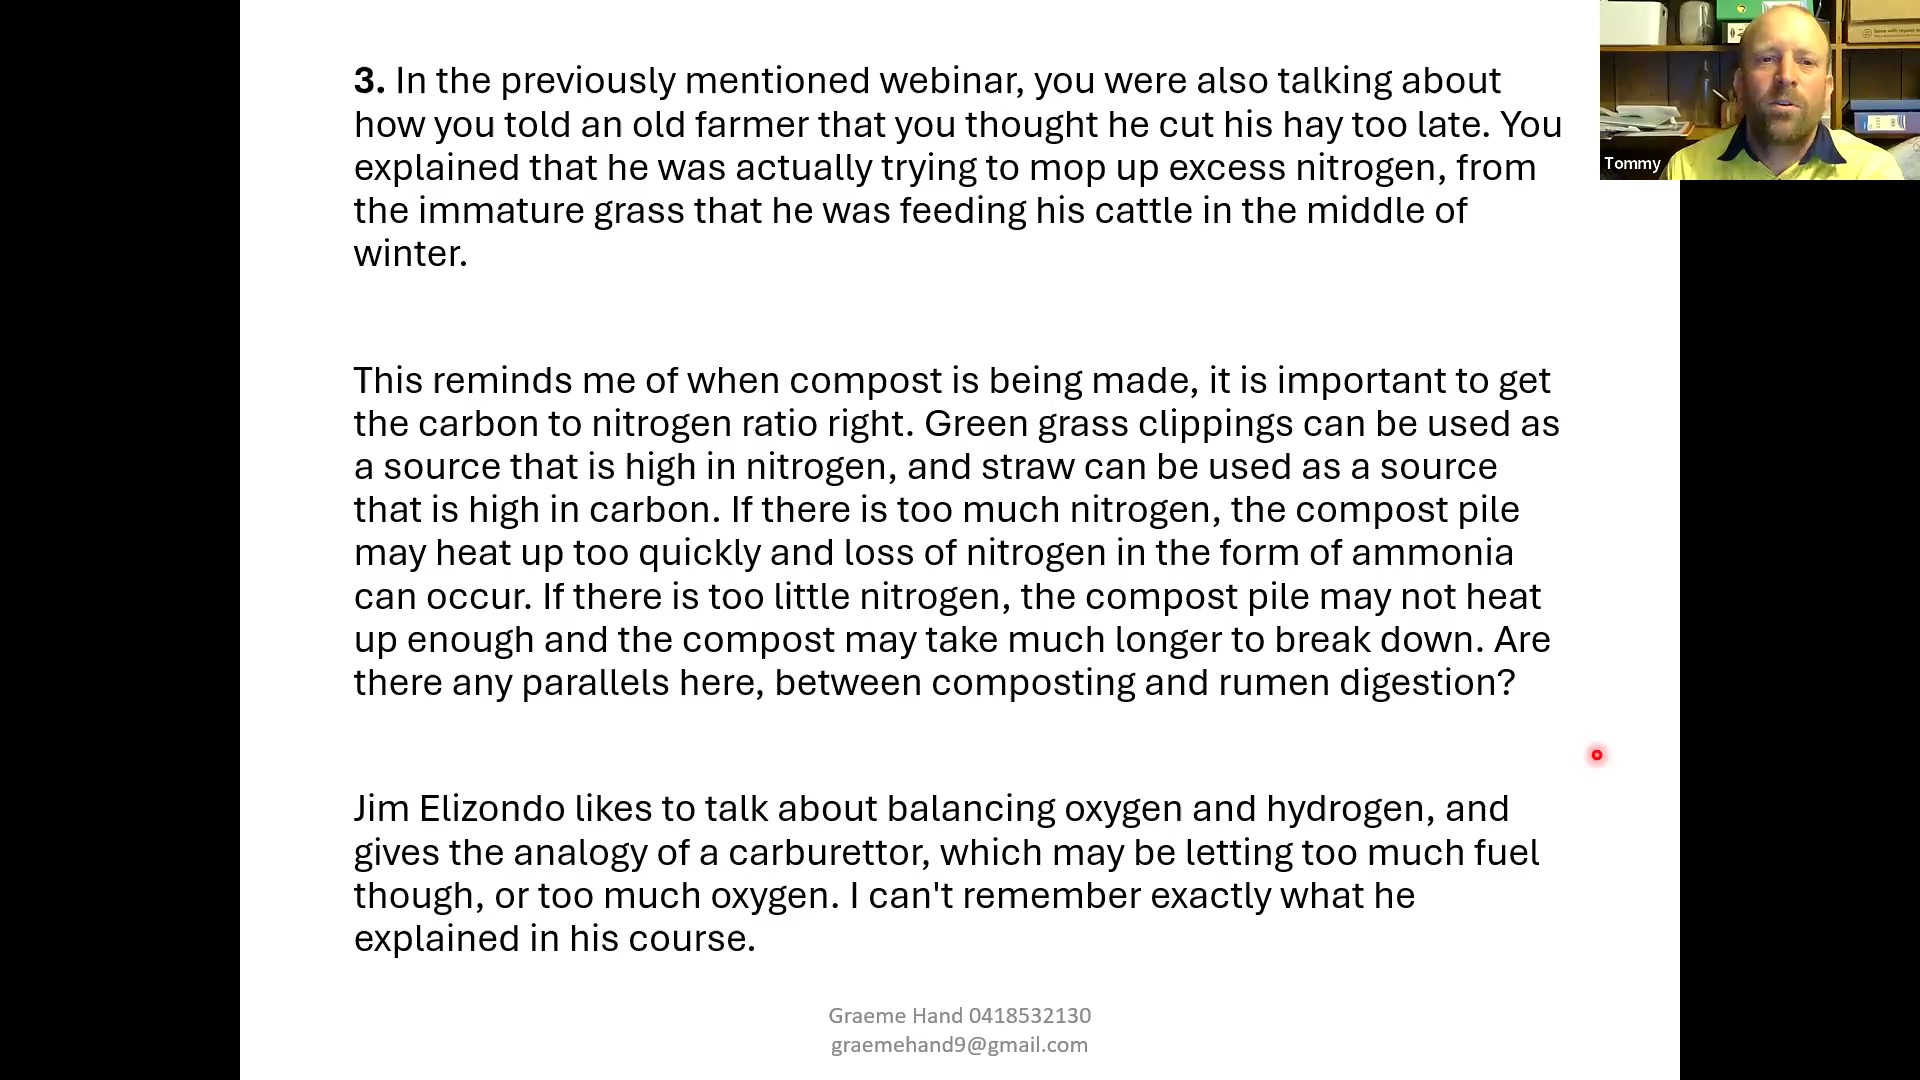 3. In the previously mentioned webinar, you were also talking about
how you told an old farmer that you thought he cut his hay too late. You
explained that he was actually trying to mop up excess nitrogen, from
the immature grass that he was feeding his cattle in the middle of
winter.
This reminds me of when compost is being made, it is important to get
the carbon to nitrogen ratio right. Green grass clippings can be used as
a source that is high in nitrogen, and straw can be used as a source
that is high in carbon. If there is too much nitrogen, the compost pile
may heat up too quickly and loss of nitrogen in the form of ammonia
can occur. If there is too little nitrogen, the compost pile may not heat
up enough and the compost may take much longer to break down. Are
there any parallels here, between composting and rumen digestion?
Jim Elizondo likes to talk about balancing oxygen and hydrogen, and
gives the analogy of a carburettor, which may be letting too much fuel
though, or too much oxygen. I can't remember exactly what he
explained in his course.
Graeme Hand 0418532130
graemehand9@gmail.com
Tommy